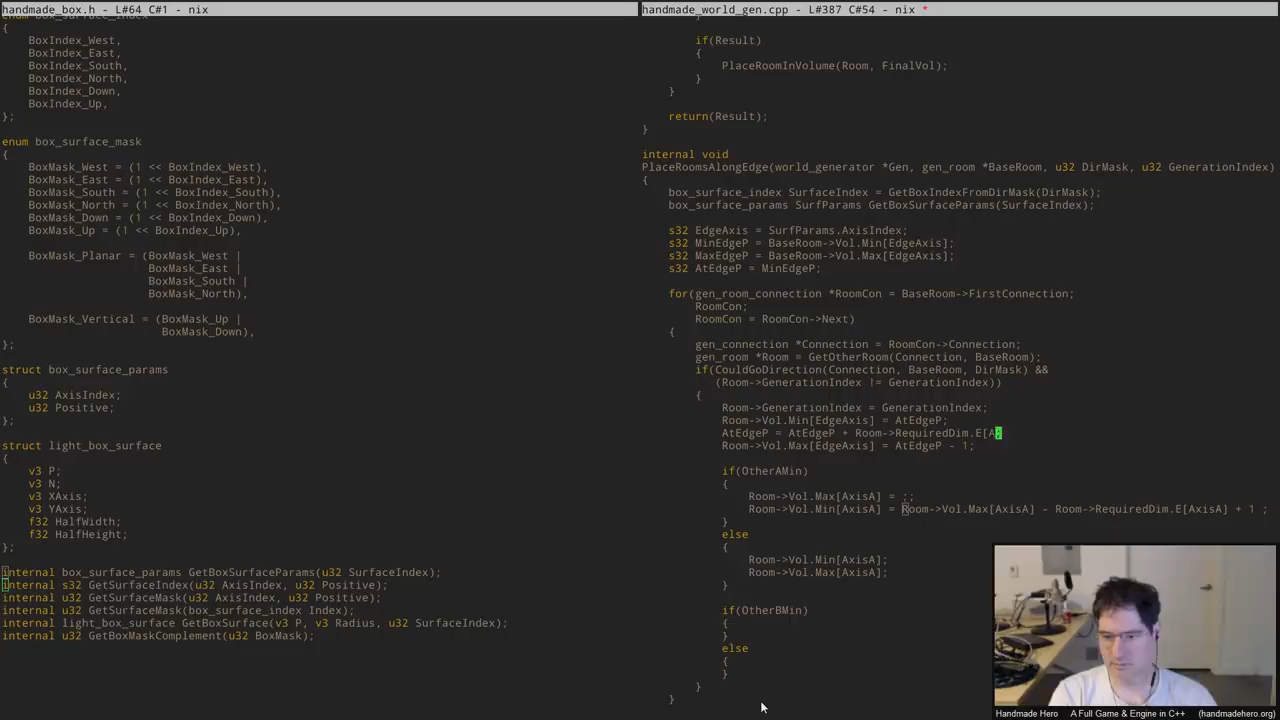 handmade_box.h - L#64 C#1 - nix
enum box_surface_index
{
BoxIndex_West,
BoxIndex_East,
BoxIndex_South,
BoxIndex_North,
BoxIndex_Down,
BoxIndex_Up,
};
enum box_surface_mask
{
BoxMask_West = (1 << BoxIndex_West),
BoxMask_East = (1 << BoxIndex_East),
BoxMask_South = (1 << BoxIndex_South),
BoxMask_North = (1 << BoxIndex_North),
BoxMask_Down = (1 << BoxIndex_Down),
BoxMask_Up = (1 << BoxIndex_Up),
BoxMask_Planar = (BoxMask_West |
BoxMask_East |
BoxMask_South |
BoxMask_North),
BoxMask_Vertical = (BoxMask_Up |
BoxMask_Down),
};
struct box_surface_params
{
u32 AxisIndex;
u32 Positive;
};
struct light_box_surface
{
v3 P;
v3 N;
v3 XAxis;
v3 YAxis;
f32 HalfWidth;
f32 HalfHeight;
};
internal box_surface_params GetBoxSurfaceParams(u32 SurfaceIndex);
internal s32 GetSurfaceIndex(u32 AxisIndex, u32 Positive);
internal u32 GetSurfaceMask(u32 AxisIndex, u32 Positive);
internal u32 GetSurfaceMask(box_surface_index Index);
internal light_box_surface GetBoxSurface(v3 P, v3 Radius, u32 SurfaceIndex);
internal u32 GetBoxMaskComplement(u32 BoxMask);
handmade_world_gen.cpp - L#387 C#54 - nix *
}
if(Result)
{
PlaceRoomInVolume(Room, FinalVol);
}
}
return(Result);
}
internal void
PlaceRoomsAlongEdge(world_generator *Gen, gen_room *BaseRoom, u32 DirMask, u32 GenerationIndex)
{
box_surface_index SurfaceIndex = GetBoxIndexFromDirMask(DirMask);
box_surface_params SurfParams GetBoxSurfaceParams(SurfaceIndex);
s32 EdgeAxis = SurfParams.AxisIndex;
s32 MinEdgeP = BaseRoom->Vol.Min[EdgeAxis];
s32 MaxEdgeP = BaseRoom->Vol.Max[EdgeAxis];
s32 AtEdgeP = MinEdgeP;
for(gen_room_connection *RoomCon = BaseRoom->FirstConnection;
RoomCon;
RoomCon = RoomCon->Next)
{
gen_connection *Connection = RoomCon->Connection;
gen_room *Room = GetOtherRoom(Connection, BaseRoom);
if(CouldGoDirection(Connection, BaseRoom, DirMask) &&
(Room->GenerationIndex != GenerationIndex))
{
Room->GenerationIndex = GenerationIndex;
Room->Vol.Min[EdgeAxis] = AtEdgeP;
AtEdgeP = AtEdgeP + Room->RequiredDim.E[A;
Room->Vol.Max[EdgeAxis] = AtEdgeP - 1;
if(OtherAMin)
{
Room->Vol.Max[AxisA] = ;;
Room->Vol.Min[AxisA] = Room->Vol.Max[AxisA] - Room->RequiredDim.E[AxisA] + 1 ;
}
else
{
Room->Vol.Min[AxisA];
Room->Vol.Max[AxisA];
}
if(OtherBMin)
{
}
else
{
}
}
}
Handmade Hero A Full Game & Engine in C++ (handmadehero.org)